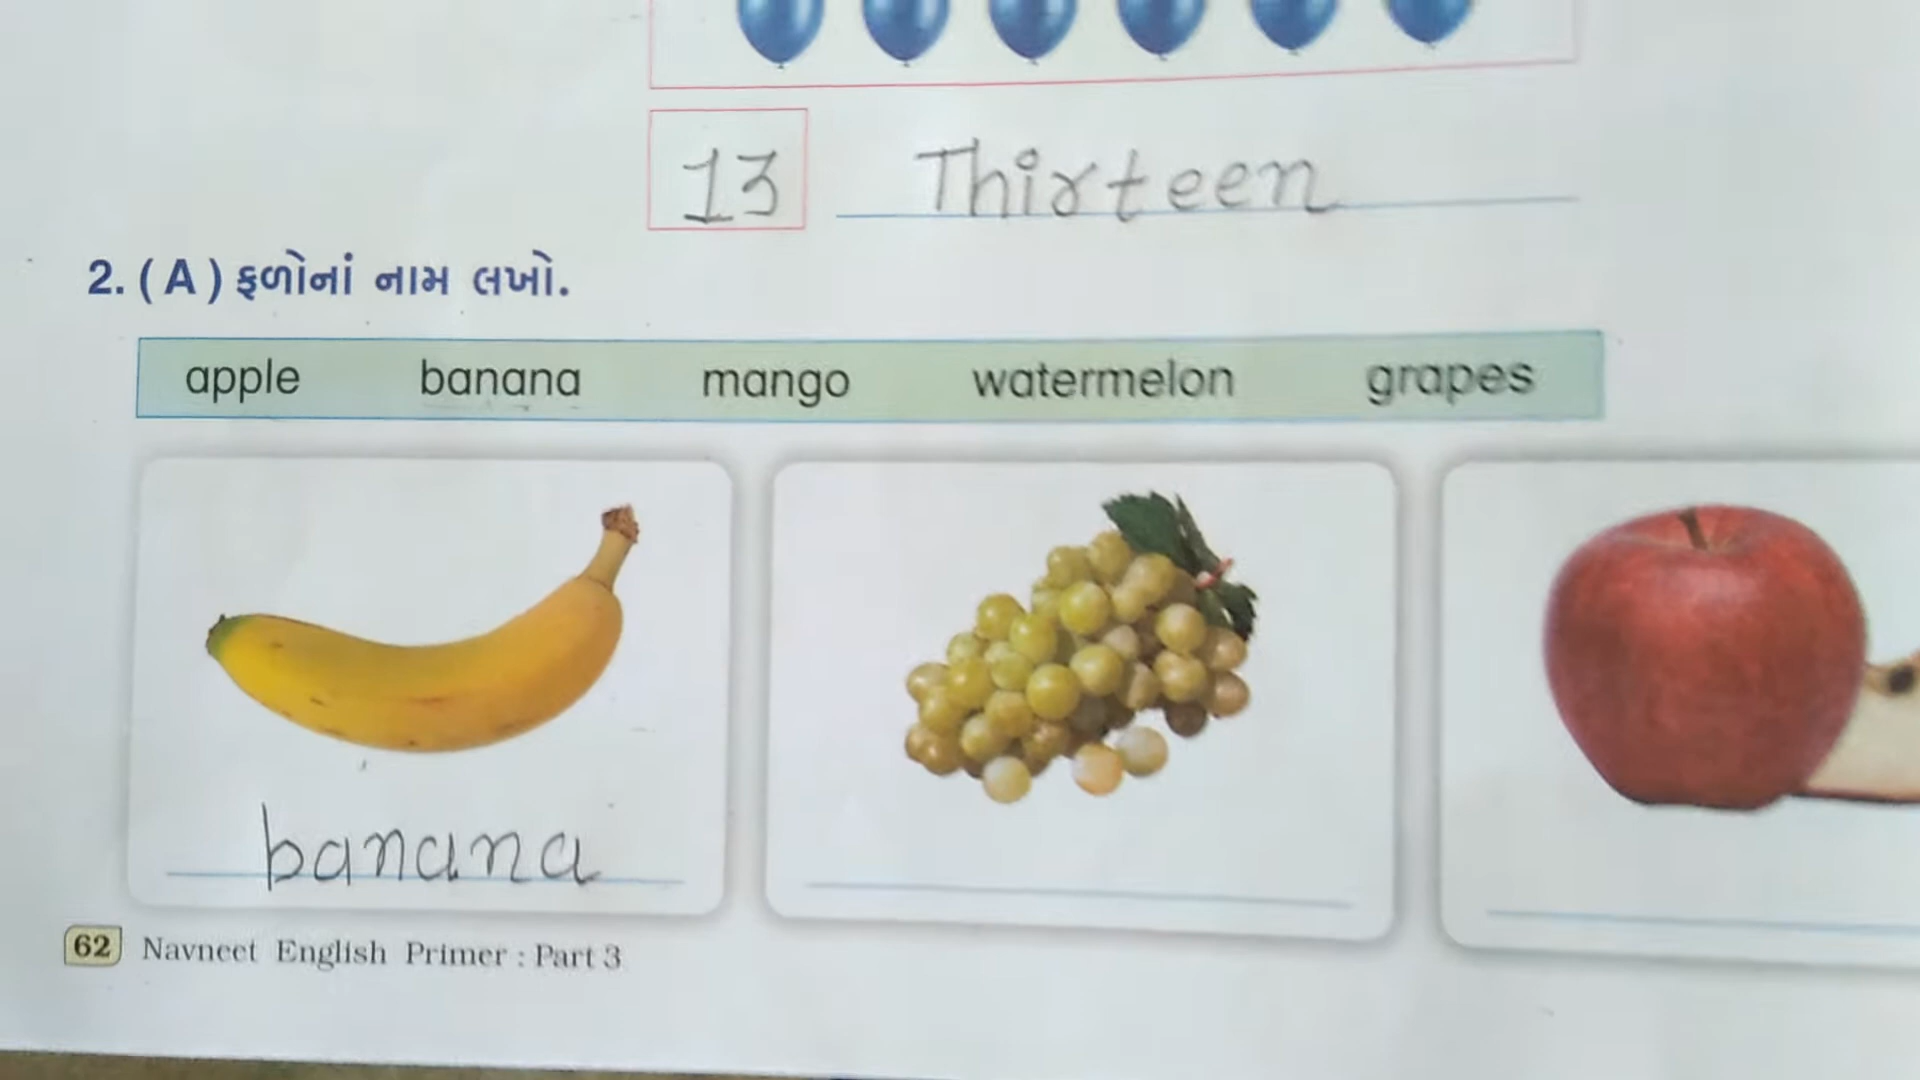 13 Thirteen
2. (A) ફળોનાં નામ લખો.
apple banana mango watermelon grapes
banana
62 Navneet English Primer : Part 3